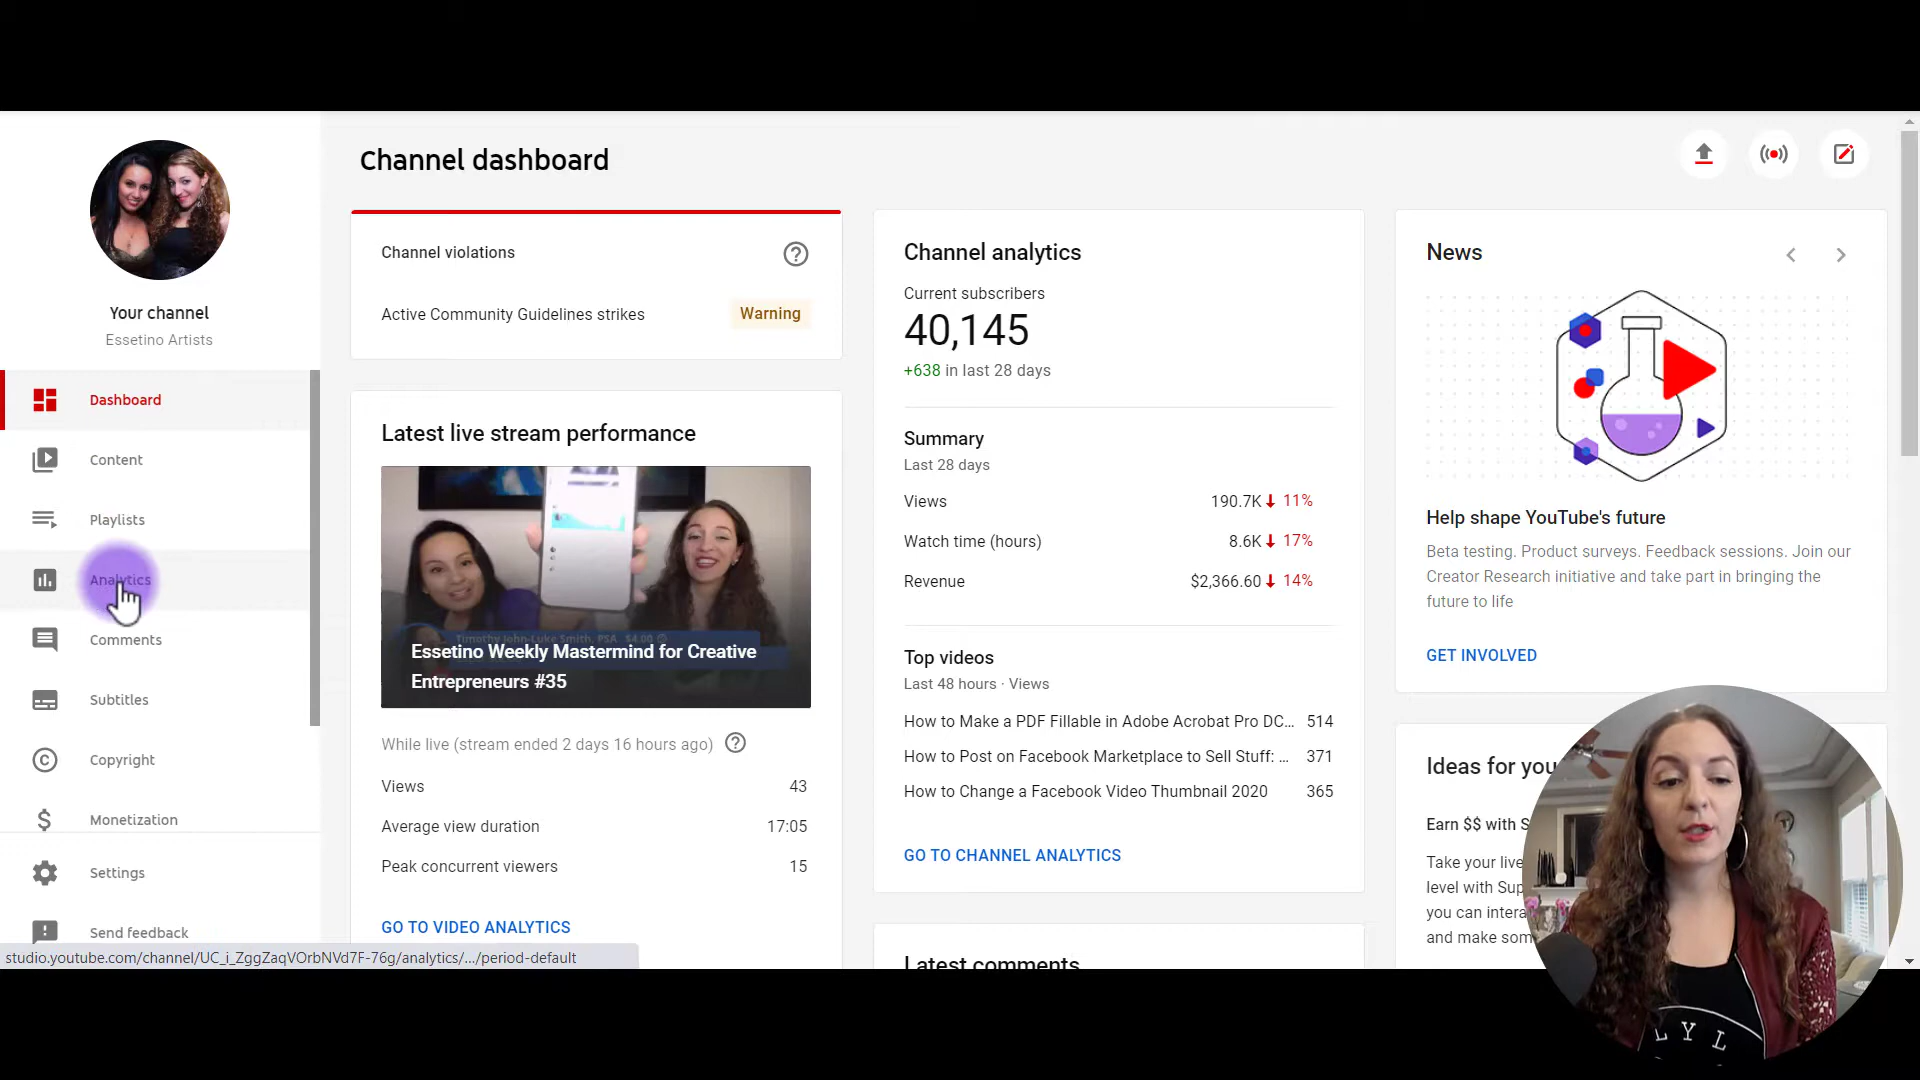 Channel dashboard
Your channel
Essetino Artists
Dashboard
Content
Playlists
Analytics
Comments
Subtitles
Copyright
Monetization
Settings
Send feedback
studio.youtube.com/channel/UC_i_ZggZaqVOrbNVd7F-76g/analytics/.../period-default
Channel violations
Active Community Guidelines strikes Warning
Latest live stream performance
Timothy John-Luke Smith, PSA $4.00
Essetino Weekly Mastermind for Creative
Entrepreneurs #35
While live (stream ended 2 days 16 hours ago)
Views 43
Average view duration 17:05
Peak concurrent viewers 15
GO TO VIDEO ANALYTICS
Channel analytics
Current subscribers
40,145
+638 in last 28 days
Summary
Last 28 days
Views 190.7K 11%
Watch time (hours) 8.6K 17%
Revenue $2,366.60 14%
Top videos
Last 48 hours · Views
How to Make a PDF Fillable in Adobe Acrobat Pro DC... 514
How to Post on Facebook Marketplace to Sell Stuff: ... 371
How to Change a Facebook Video Thumbnail 2020 365
GO TO CHANNEL ANALYTICS
Latest comments
News
Help shape YouTube's future
Beta testing. Product surveys. Feedback sessions. Join our
Creator Research initiative and take part in bringing the
future to life
GET INVOLVED
Ideas for you
Earn $$ with S
Take your live
level with Sup
you can intera
and make som
LYL